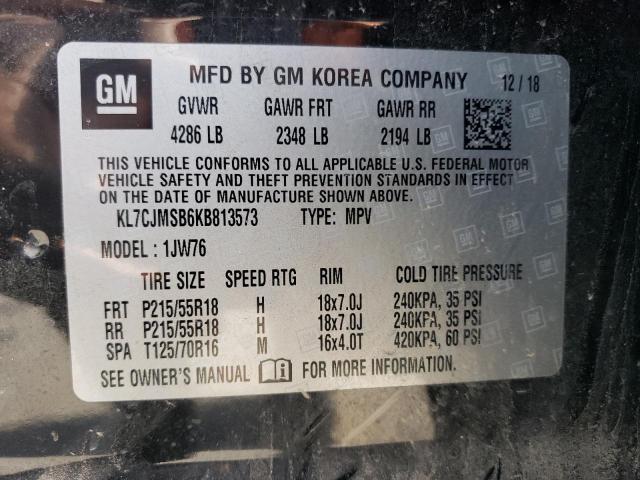 GM MFD BY GM KOREA COMPANY 12/18
GVWR GAWR FRT GAWR RR
4286 LB 2348 LB 2194 LB
THIS VEHICLE CONFORMS TO ALL APPLICABLE U.S. FEDERAL MOTOR
VEHICLE SAFETY AND THEFT PREVENTION STANDARDS IN EFFECT
ON THE DATE OF MANUFACTURE SHOWN ABOVE.
KL7CJMSB6KB813573 TYPE: MPV
MODEL : 1JW76
TIRE SIZE SPEED RTG RIM COLD TIRE PRESSURE
FRT P215/55R18 H 18x7.0J 240KPA, 35 PSI
RR P215/55R18 H 18x7.0J 240KPA, 35 PSI
SPA T125/70R16 M 16x4.0T 420KPA, 60 PSI
SEE OWNER'S MANUAL FOR MORE INFORMATION.